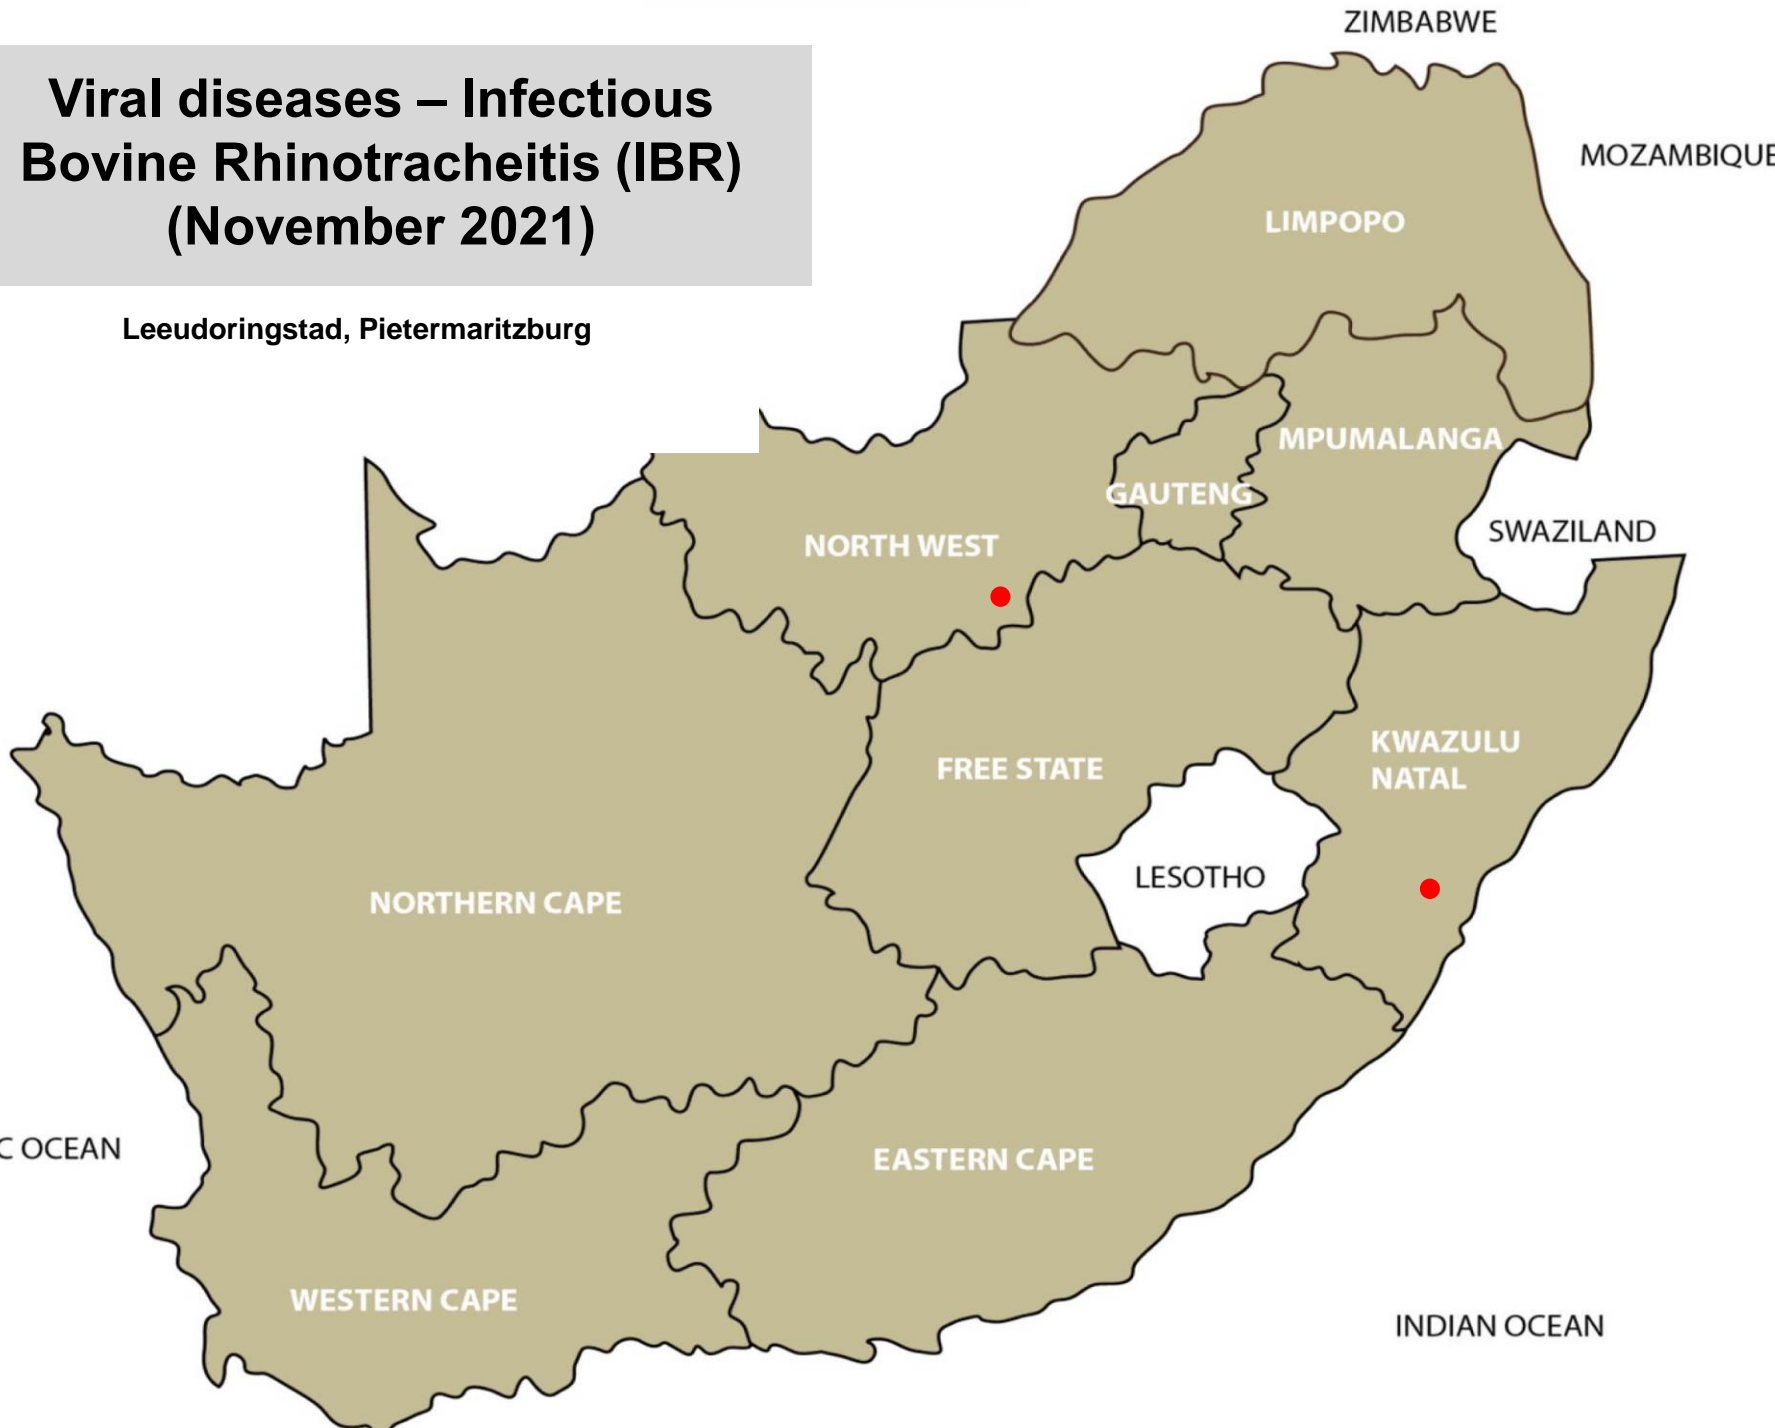 Viral diseases – Infectious
Bovine Rhinotracheitis (IBR)
(November 2021)
Leeudoringstad, Pietermaritzburg
ZIMBABWE
MOZAMBIQUE
LIMPOPO
MPUMALANGA
GAUTENG
SWAZILAND
NORTH WEST
KWAZULU
NATAL
FREE STATE
LESOTHO
NORTHERN CAPE
C OCEAN
EASTERN CAPE
WESTERN CAPE
INDIAN OCEAN